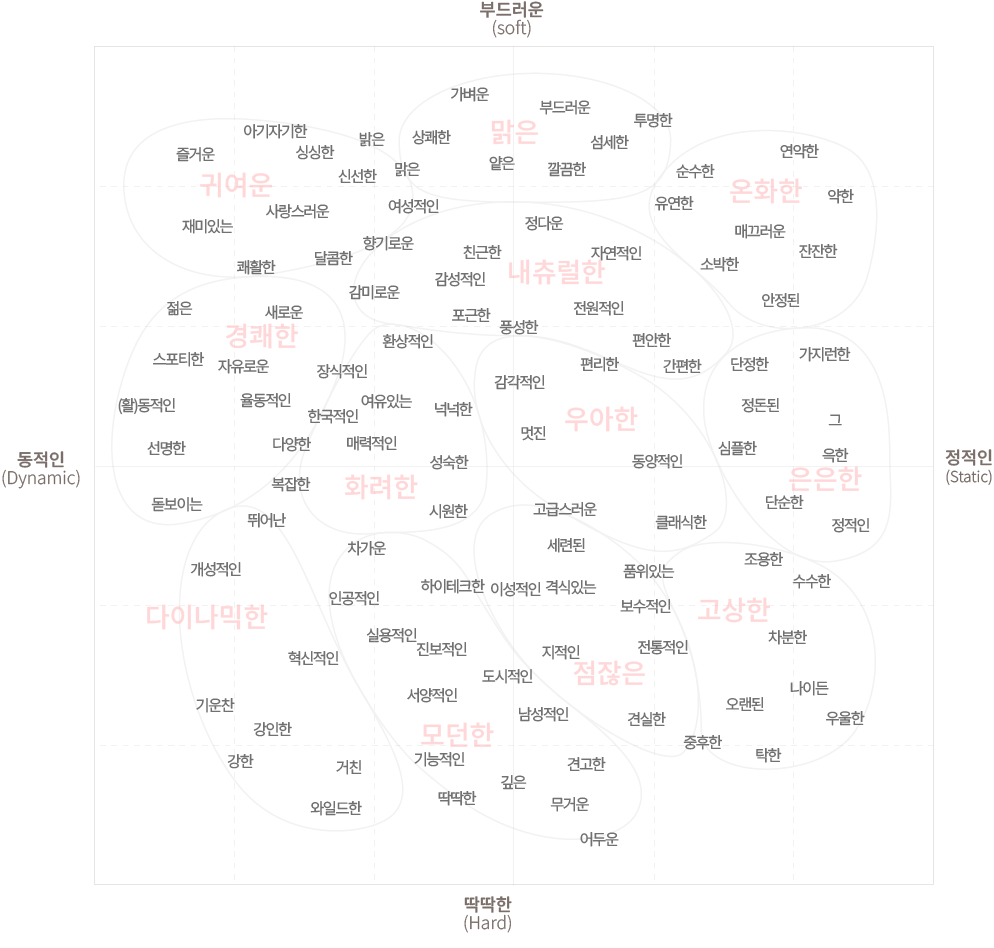 부드러운
(soft)
가벼운
부드러운
투명한
아기자기한
밝은
상쾌한
맑은
섬세한
즐거운
싱싱한
연약한
신선한
맑은
얕은
깔끔한
순수한
귀여운
온화한
약한
사랑스러운
여성적인
유연한
재미있는
정다운
매끄러운
향기로운
친근한
자연적인
잔잔한
쾌활한
달콤한
내츄럴한
소박한
감성적인
감미로운
안정된
젊은
새로운
포근한
전원적인
풍성한
경쾌한
환상적인
편안한
스포티한
자유로운
장식적인
편리한
간편한
단정한
가지런한
감각적인
(활)동적인
율동적인
한국적인
여유있는
넉넉한
정돈된
우아한
그
윽한
멋진
선명한
다양한
매력적인
심플한
동적인
(Dynamic)
성숙한
동양적인
정적인
(Static)
복잡한
화려한
은은한
돋보이는
시원한
고급스러운
단순한
뛰어난
클래식한
정적인
차가운
세련된
조용한
개성적인
하이테크한
이성적인
격식있는
품위있는
수수한
인공적인
보수적인
고상한
다이나믹한
실용적인
진보적인
지적인
전통적인
차분한
혁신적인
도시적인
점잖은
서양적인
나이든
기운찬
남성적인
견실한
오랜된
우울한
강인한
모던한
중후한
강한
거친
기능적인
견고한
탁한
깊은
와일드한
딱딱한
무거운
어두운
딱딱한
(Hard)